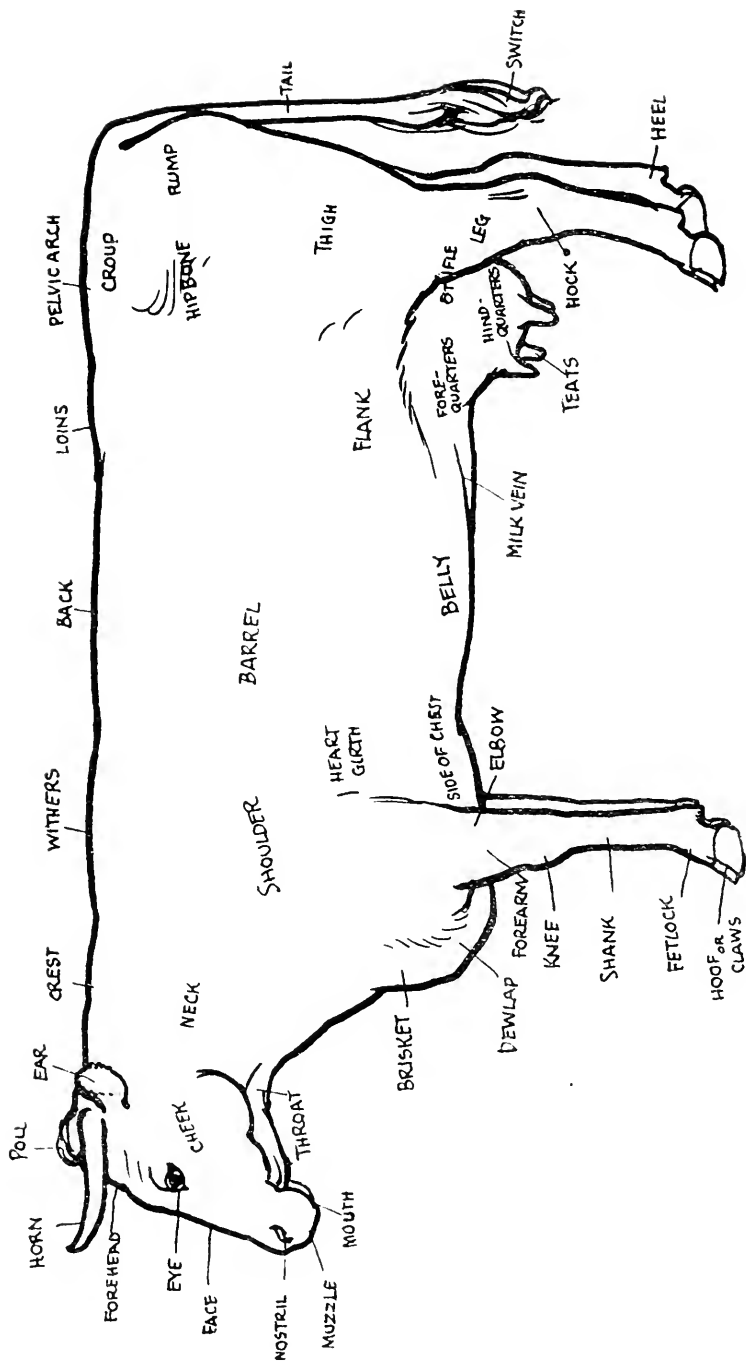 POLL
HORN
EAR
CREST
WITHERS
BACK
LOINS
PELVIC ARCH
CROUP
RUMP
HIP BONE
TAIL
SWITCH
FOREHEAD
EYE
FACE
NOSTRIL
MUZZLE
MOUTH
CHEEK
THROAT
NECK
SHOULDER
BARREL
HEART
GIRTH
FLANK
THIGH
BRISKET
DEWLAP
SIDE OF CHEST
ELBOW
BELLY
MILK VEIN
FORE-
QUARTERS
HIND-
QUARTERS
STIFLE
LEG
TEATS
HOCK
HEEL
FOREARM
KNEE
SHANK
FETLOCK
HOOF OR
CLAWS